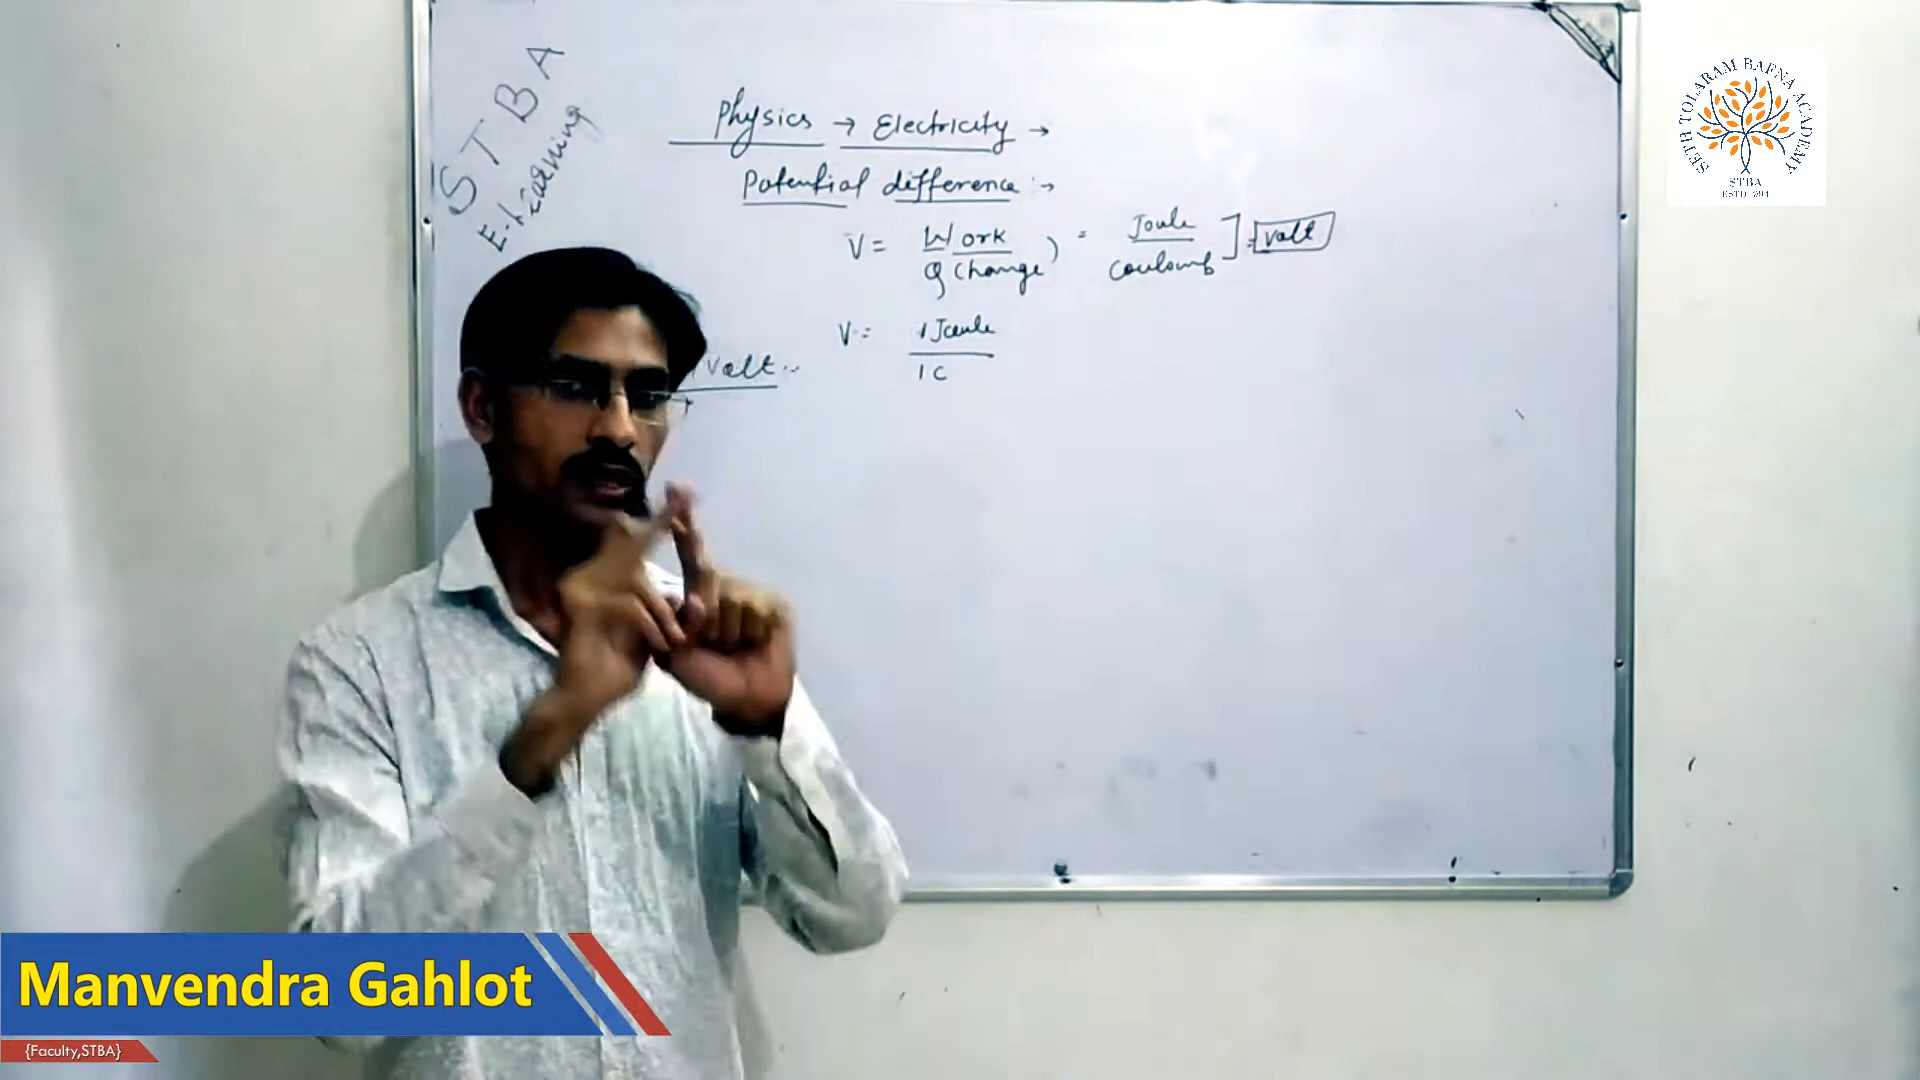 STBA
E-Learning
Physics → Electricity →
Potential difference :→
V = Work = Joule ] = Volt
Q Charge) Coulomb
V = 1 Joule
1 C
1 Volt :-
SETH TOLARAM BAFNA ACADEMY
STBA
Manvendra Gahlot
{Faculty,STBA}